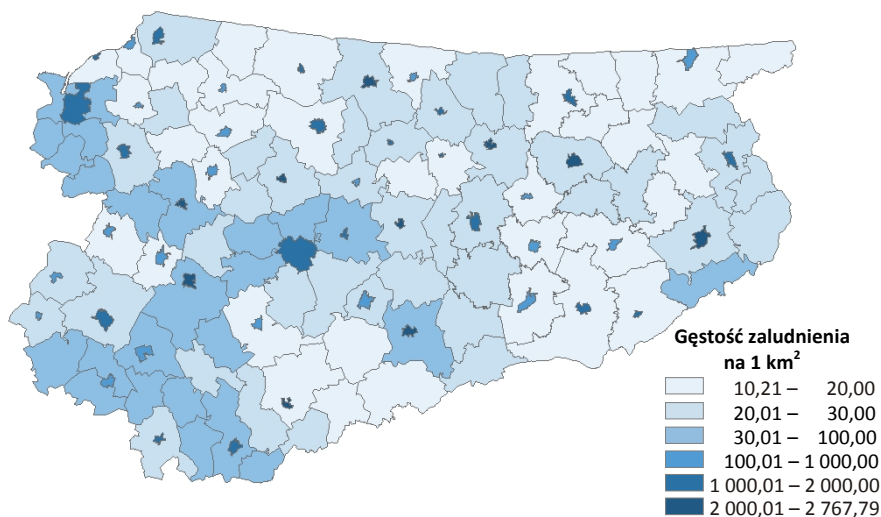 Gęstość zaludnienia
na 1 km²
10,21 – 20,00
20,01 – 30,00
30,01 – 100,00
100,01 – 1 000,00
1 000,01 – 2 000,00
2 000,01 – 2 767,79